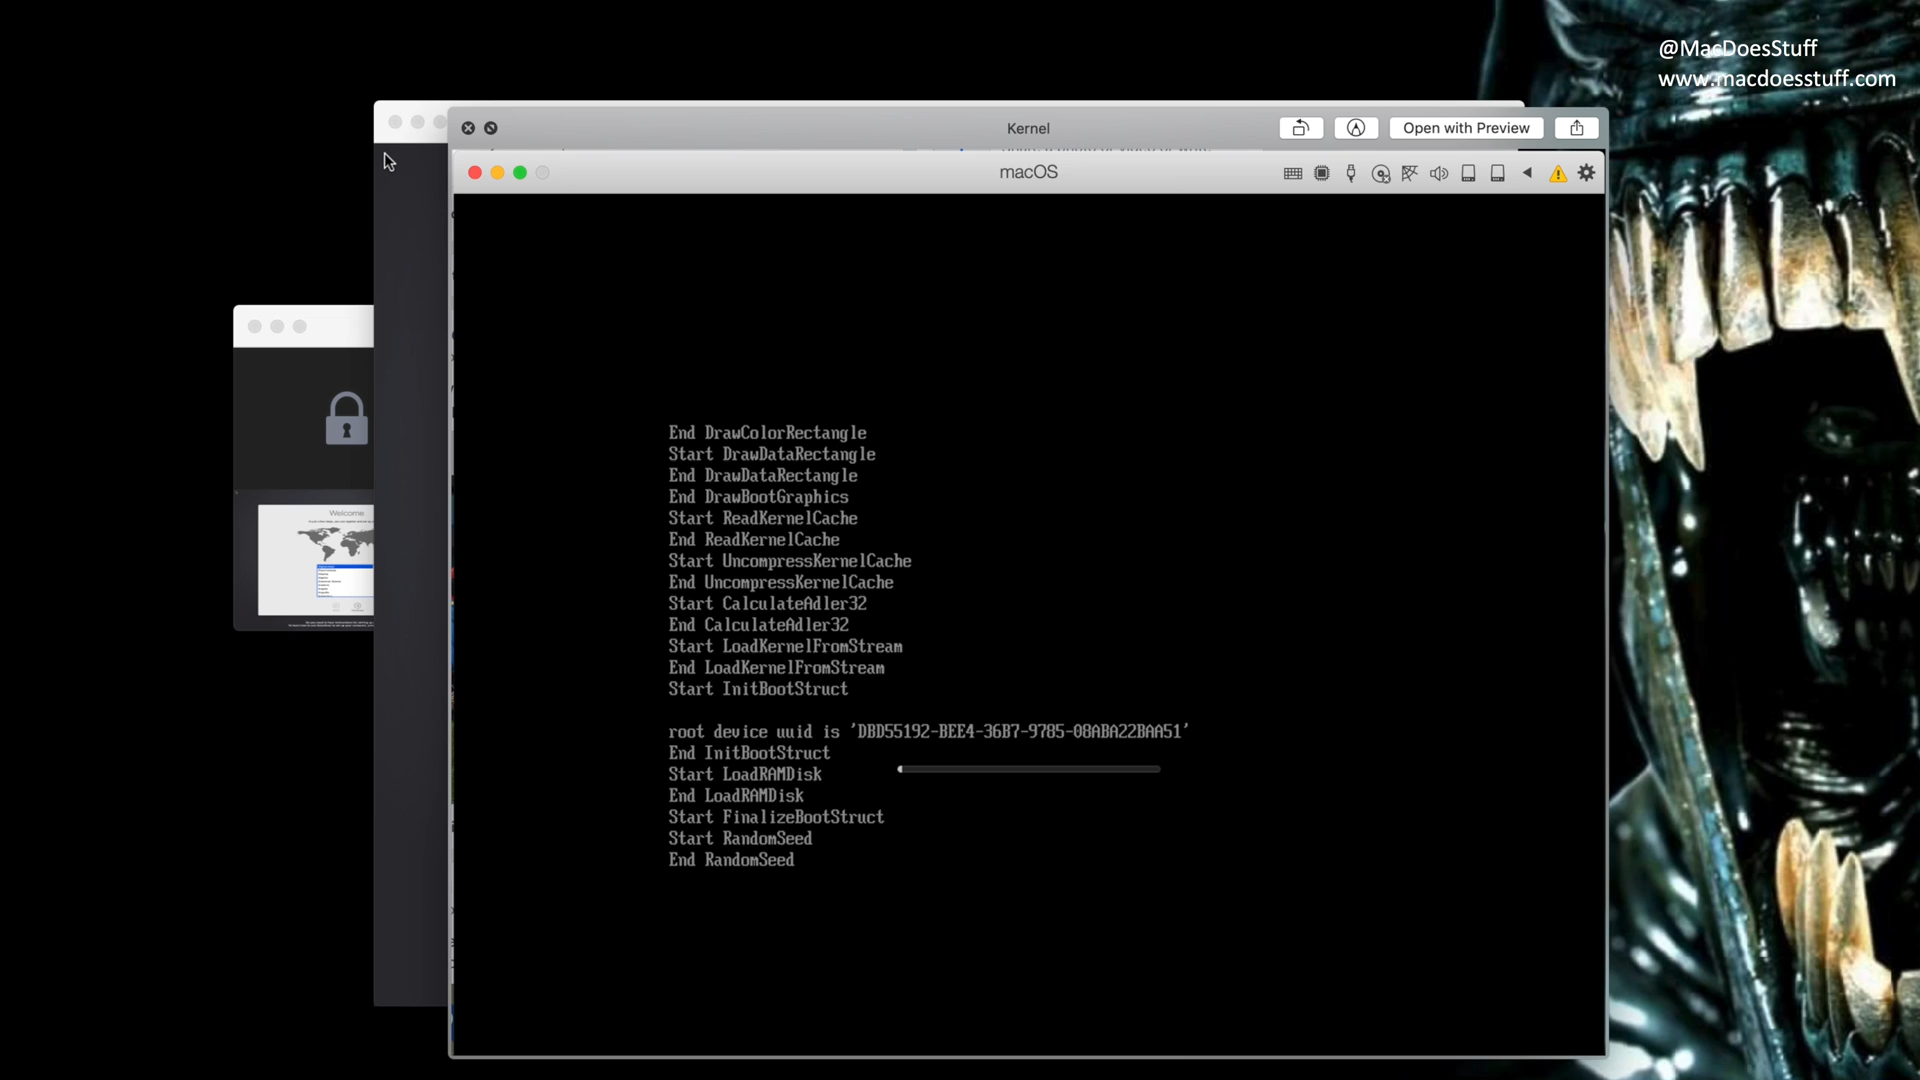 @MacDoesStuff
www.macdoesstuff.com
Kernel
Open with Preview
macOS
Welcome
End DrawColorRectangle
Start DrawDataRectangle
End DrawDataRectangle
End DrawBootGraphics
Start ReadKernelCache
End ReadKernelCache
Start UncompressKernelCache
End UncompressKernelCache
Start CalculateAdler32
End CalculateAdler32
Start LoadKernelFromStream
End LoadKernelFromStream
Start InitBootStruct
root device uuid is 'DBD55192-BEE4-36B7-9785-08ABA22BAA51'
End InitBootStruct
Start LoadRAMDisk
End LoadRAMDisk
Start FinalizeBootStruct
Start RandomSeed
End RandomSeed